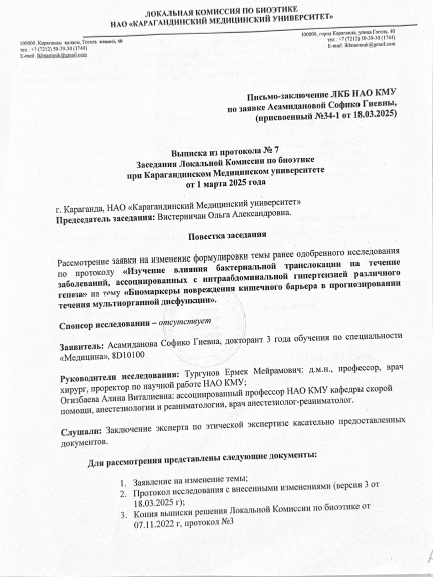 ЛОКАЛЬНАЯ КОМИССИЯ ПО БИОЭТИКЕ
НАО «КАРАГАНДИНСКИЙ МЕДИЦИНСКИЙ УНИВЕРСИТЕТ»
100000, Караганды қаласы, Гоголь көшесі, 40
тел : +7 (7212) 50-39-30 (1744)
E-mail:
100000, город Караганда, улица Гоголя, 40
тел : +7 (7212) 50-39-30 (1744)
E-mail:
Письмо-заключение ЛКБ НАО КМУ
по заявке Асамидановой Софико Гиевны,
(присвоенный №34-1 от 18.03.2025)
Выписка из протокола № 7
Заседания Локальной Комиссии по биоэтике
при Карагандинском Медицинском университете
от 1 марта 2025 года
г. Караганда, НАО «Карагандинский Медицинский университет»
Председатель заседания: Вистерничан Ольга Александровна.
Повестка заседания
Рассмотрение заявки на изменение формулировки темы ранее одобренного исследования
по протоколу «Изучение влияния бактериальной транслокации на течение
заболеваний, ассоциированных с интраабдоминальной гипертензией различного
генеза» на тему «Биомаркеры повреждения кишечного барьера в прогнозировании
течения мультиорганной дисфункции».
Спонсор исследования – отсутствует
Заявитель: Асамиданова Софико Гиевна, докторант 3 года обучения по специальности
«Медицина», 8D10100
Руководители исследования: Тургунов Ермек Мейрамович: д.м.н., профессор, врач
хирург, проректор по научной работе НАО КМУ;
Огизбаева Алина Виталиевна: ассоциированный профессор НАО КМУ кафедры скорой
помощи, анестезиологии и реаниматологии, врач анестезиолог-реаниматолог.
Слушали: Заключение эксперта по этической экспертизе касательно предоставленных
документов.
Для рассмотрения представлены следующие документы:
1. Заявление на изменение темы;
2. Протокол исследования с внесенными изменениями (версия 3 от
18.03.2025 г);
3. Копия выписки решения Локальной Комиссии по биоэтике от
07.11.2022 г, протокол №3